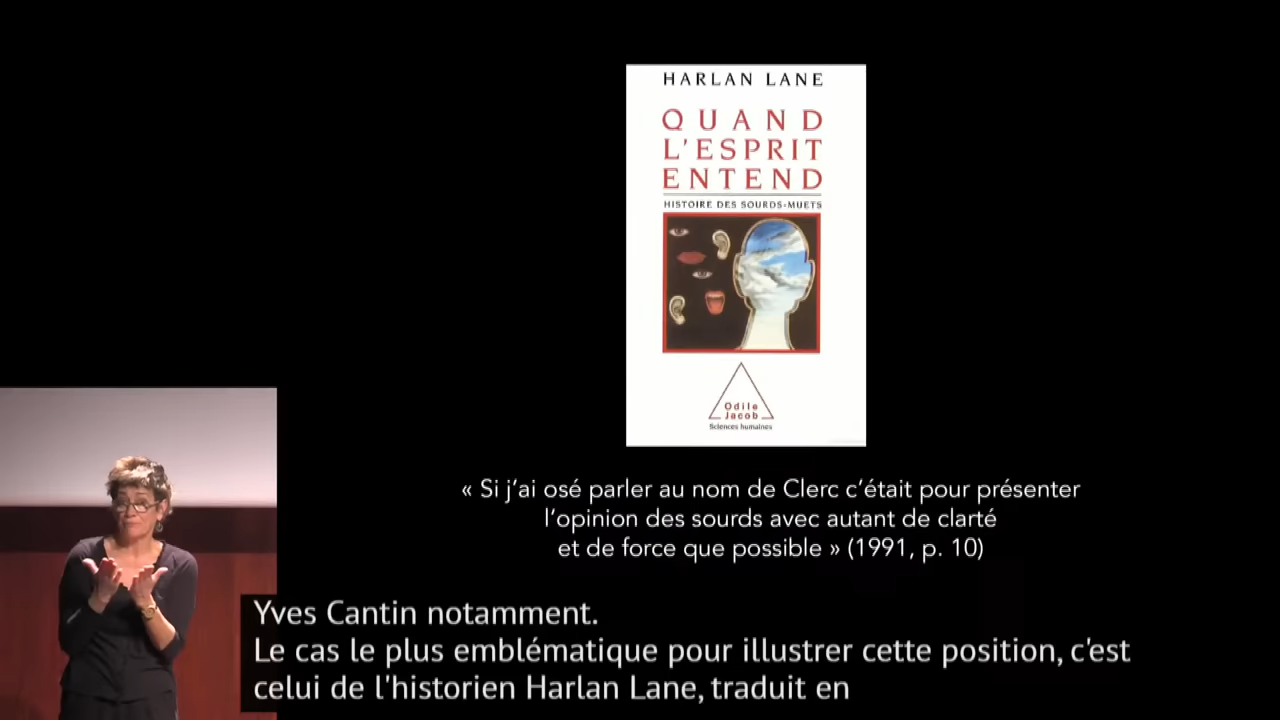 HARLAN LANE
QUAND
L'ESPRIT
ENTEND
HISTOIRE DES SOURDS-MUETS
Odile
Jacob
Sciences humaines
« Si j'ai osé parler au nom de Clerc c'était pour présenter
l'opinion des sourds avec autant de clarté
et de force que possible » (1991, p. 10)
Yves Cantin notamment.
Le cas le plus emblématique pour illustrer cette position, c'est
celui de l'historien Harlan Lane, traduit en